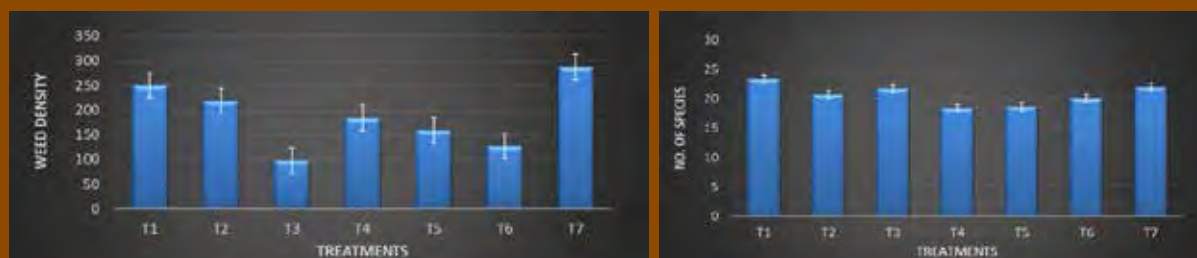 WEED DENSITY
350
300
250
200
150
100
50
0
T1 T2 T3 T4 T5 T6 T7
TREATMENTS
NO. OF SPECIES
30
25
20
15
10
5
0
T1 T2 T3 T4 T5 T6 T7
TREATMENTS